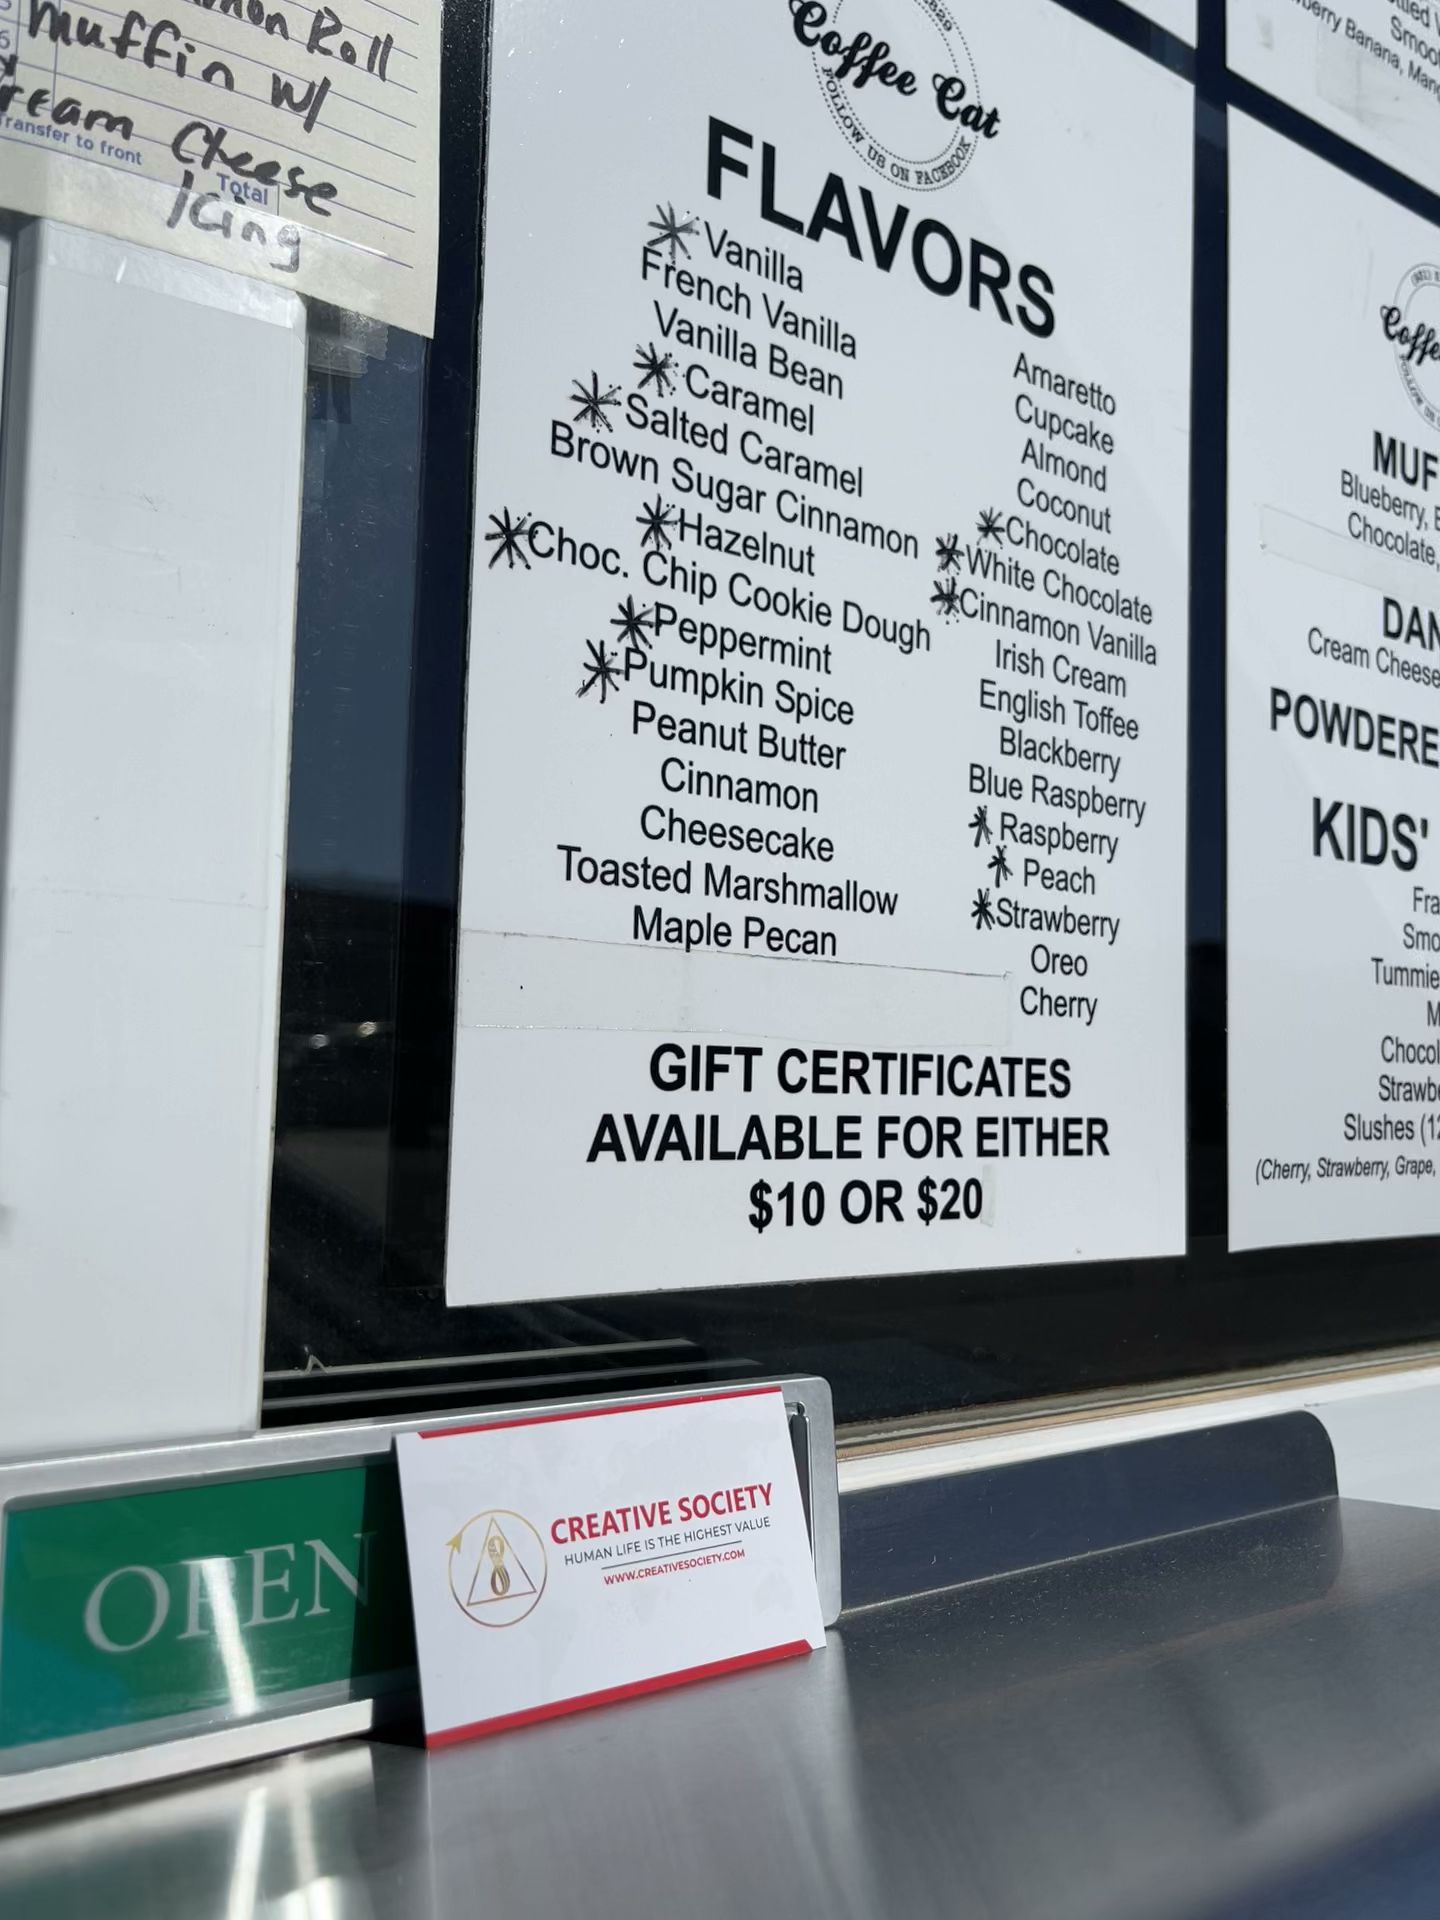 Roll
muffin w/
Cheese
Transfer to front
Total
Icing
Coffee Cat
FOLLOW US ON FACEBOOK
FLAVORS
Vanilla
French Vanilla
Vanilla Bean
Caramel
Salted Caramel
Brown Sugar Cinnamon
Hazelnut
Choc. Chip Cookie Dough
Peppermint
Pumpkin Spice
Peanut Butter
Cinnamon
Cheesecake
Toasted Marshmallow
Maple Pecan
Amaretto
Cupcake
Almond
Coconut
Chocolate
White Chocolate
Cinnamon Vanilla
Irish Cream
English Toffee
Blackberry
Blue Raspberry
Raspberry
Peach
Strawberry
Oreo
Cherry
GIFT CERTIFICATES
AVAILABLE FOR EITHER
$10 OR $20
Banana,
Blueberry,
Chocolate,
Cream Cheese
KIDS'
Slushes
(Cherry, Strawberry, Grape,
OPEN
CREATIVE SOCIETY
HUMAN LIFE IS THE HIGHEST VALUE
WWW.CREATIVESOCIETY.COM